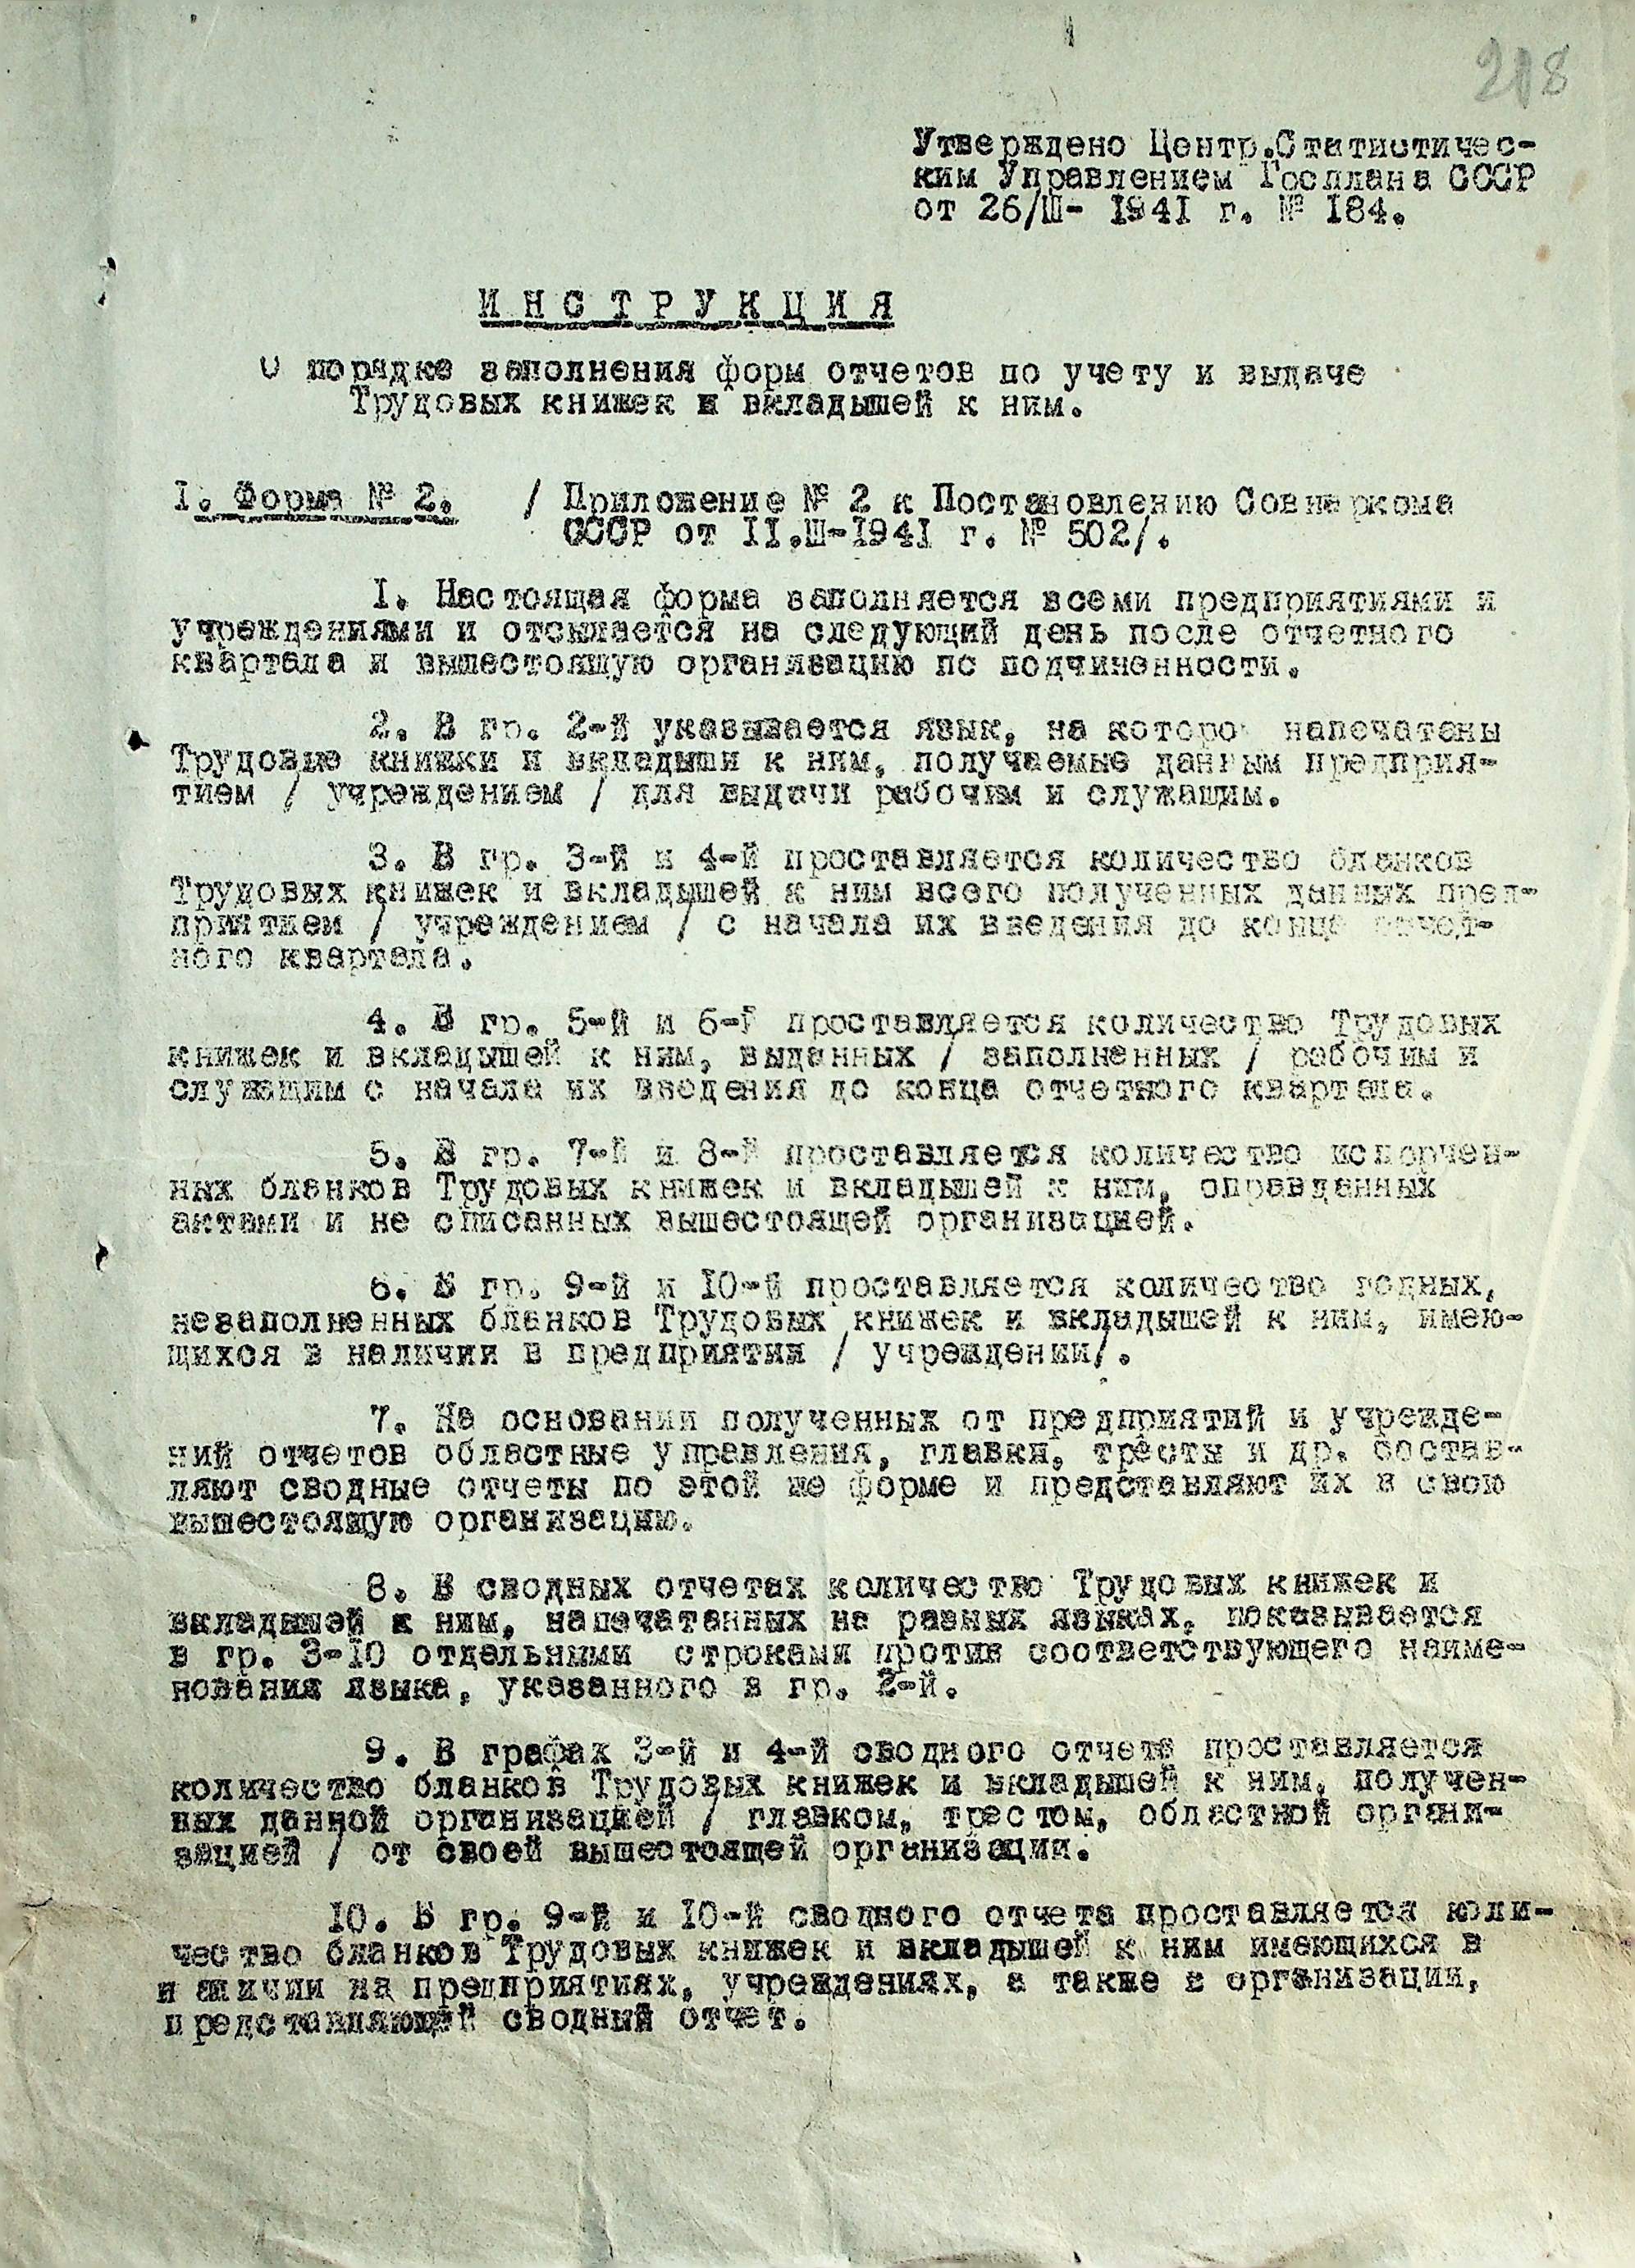 208
Утверждено Центр.Статистичес-
ким Управлением Госплана СССР
от 26/Ш- 1941 г. № 184.
И Н С Т Р У К Ц И Я
О порядке заполнения форм отчетов по учету и выдаче
Трудовых книжек и вкладышей к ним.
I. Форма № 2. / Приложение № 2 к Постановлению Совнаркома
СССР от II.Ш-1941 г. № 502/.
I. Настоящая форма заполняется всеми предприятиями и
учреждениями и отсылается на следующий день после отчетного
квартала и вышестоящую организацию по подчиненности.
2. В гр. 2-й указывается язык, на которо напечатаны
Трудовые книжки и вкладыши к ним, получаемые данным предприя-
тием / учреждением / для выдачи рабочим и служащим.
3. В гр. 3-й и 4-й проставляется количество бланков
Трудовых книжек и вкладышей к ним всего полученных данных пред-
приятием / учреждением / с начала их введения до конца отчет-
ного квартала.
4. В гр. 5-й и 6-й проставляется количество Трудовых
книжек и вкладышей к ним, выданных / заполненных / рабочим и
служащим с начала их введения до конца отчетного квартала.
5. В гр. 7-й и 8-й проставляется количество испорчен-
ных бланков Трудовых книжек и вкладышей к ним, оправданных
актами и не списанных вышестоящей организацией.
6. В гр. 9-й и 10-й проставляется количество годных,
незаполненных бланков Трудовых книжек и вкладышей к ним, имею-
щихся в наличии в предприятии / учреждении/.
7. На основании полученных от предприятий и учрежде-
ний отчетов областные управления, главки, тресты и др. состав-
ляют сводные отчеты по этой же форме и представляют их в свою
вышестоящую организацию.
8. В сводных отчетах количество Трудовых книжек и
вкладышей к ним, напечатанных на разных языках, показывается
в гр. 3-10 отдельными строками против соответствующего наиме-
нования языка, указанного в гр. 2-й.
9. В графах 3-й и 4-й сводного отчета проставляется
количество бланков Трудовых книжек и вкладышей к ним, получен-
ных данной организацией / главком, трестом, областной органи-
зацией / от своей вышестоящей организации.
10. В гр. 9-й и 10-й сводного отчета проставляется коли-
чество бланков Трудовых книжек и вкладышей к ним имеющихся в
наличии на предприятиях, учреждениях, а также в организации,
представляющей сводный отчет.